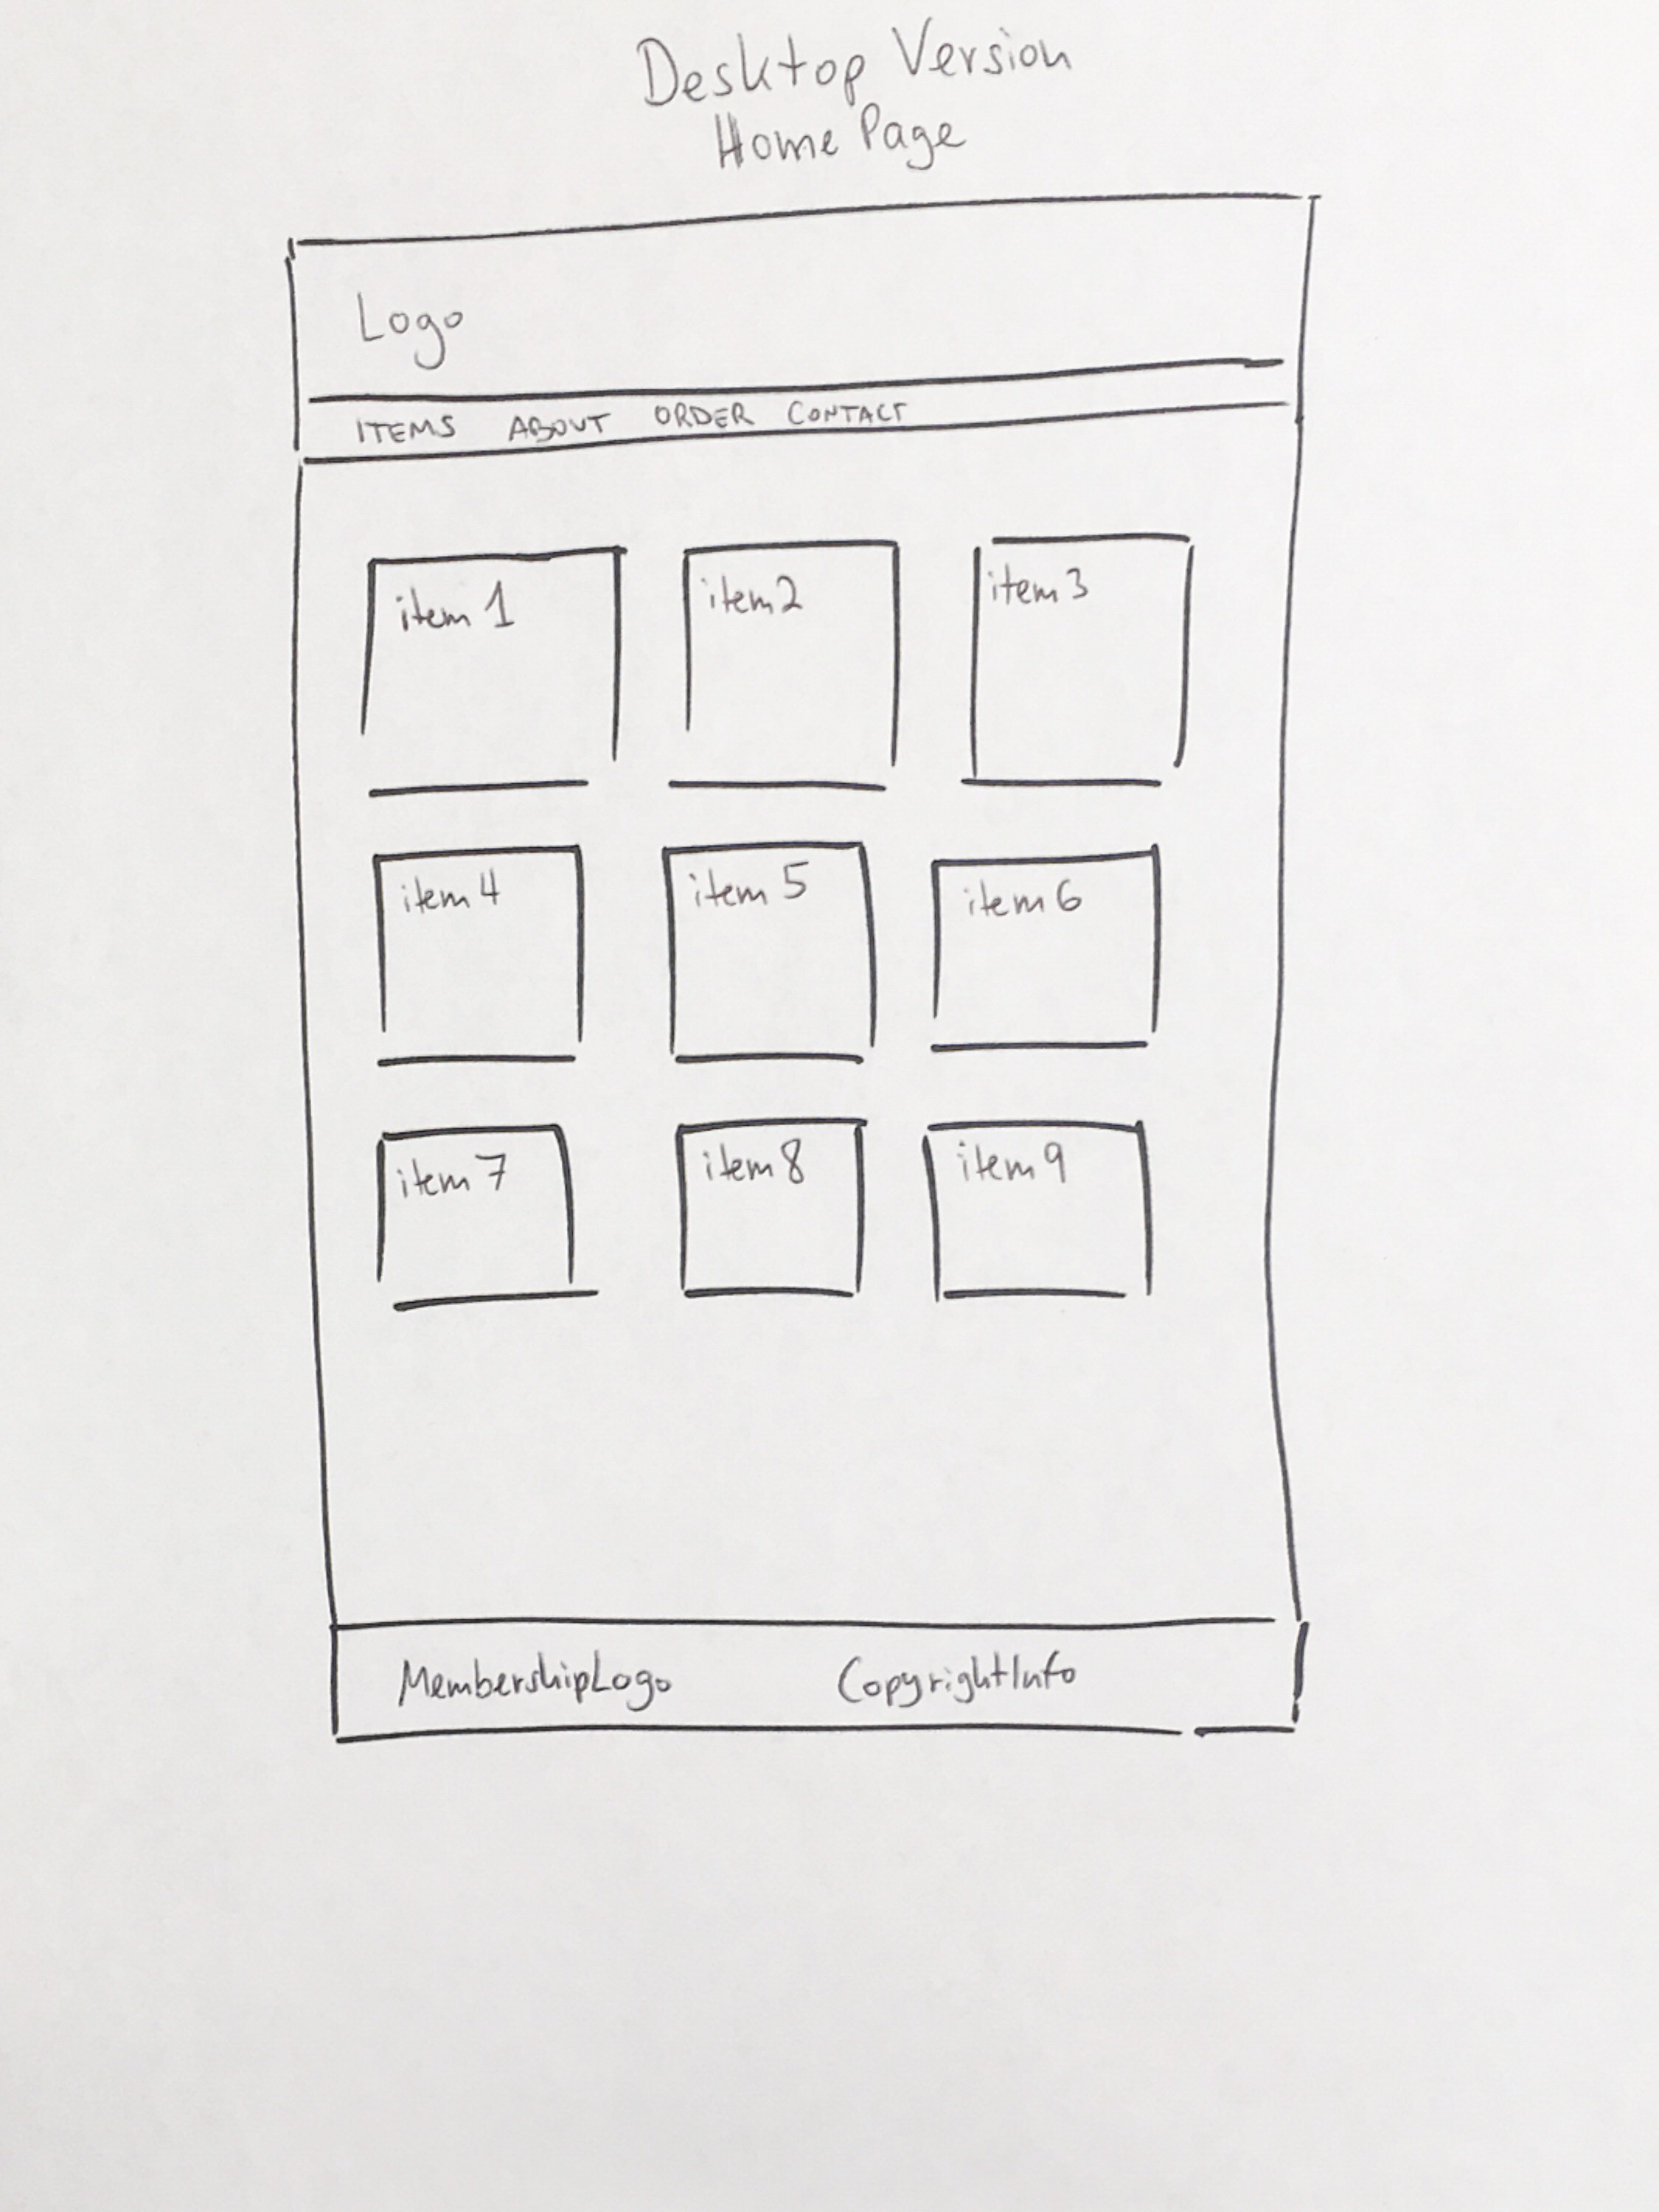 Desktop Version
Home Page
Logo
ITEMS ABOUT ORDER CONTACT
item 1 item 2 item 3
item 4 item 5 item 6
item 7 item 8 item 9
MembershipLogo CopyrightInfo